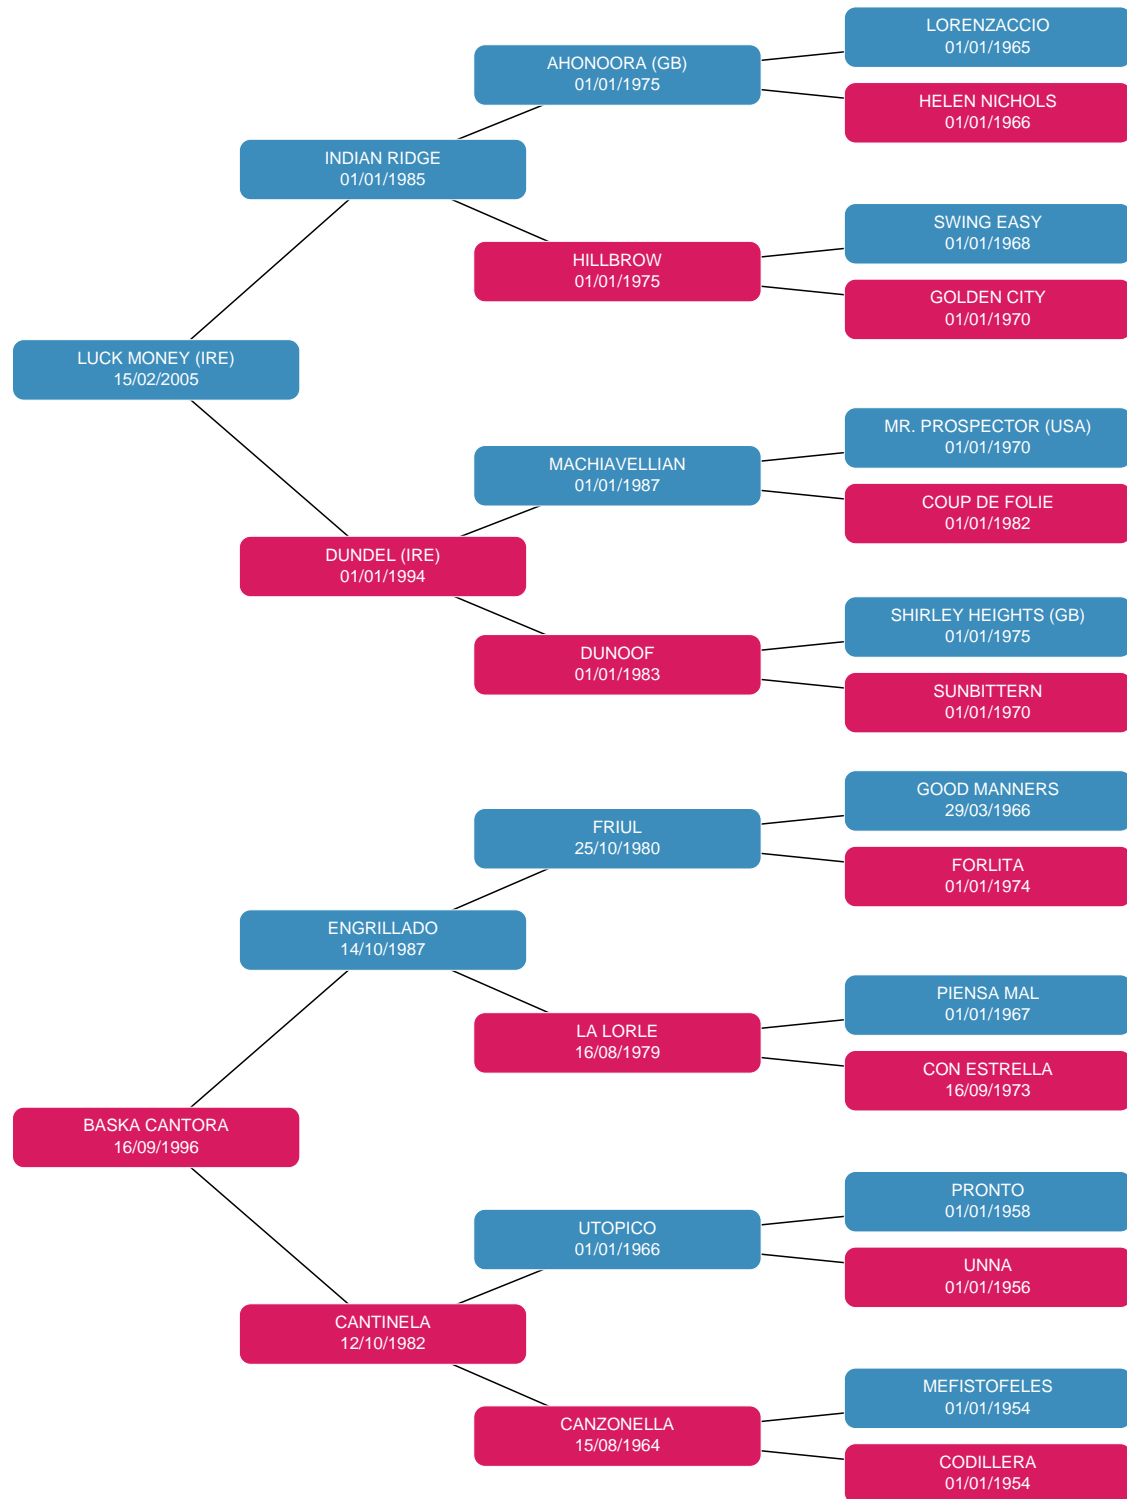 LORENZACCIO
01/01/1965
AHONOORA (GB)
01/01/1975
HELEN NICHOLS
01/01/1966
INDIAN RIDGE
01/01/1985
SWING EASY
01/01/1968
HILLBROW
01/01/1975
GOLDEN CITY
01/01/1970
LUCK MONEY (IRE)
15/02/2005
MR. PROSPECTOR (USA)
01/01/1970
MACHIAVELLIAN
01/01/1987
COUP DE FOLIE
01/01/1982
DUNDEL (IRE)
01/01/1994
SHIRLEY HEIGHTS (GB)
01/01/1975
DUNOOF
01/01/1983
SUNBITTERN
01/01/1970
GOOD MANNERS
29/03/1966
FRIUL
25/10/1980
FORLITA
01/01/1974
ENGRILLADO
14/10/1987
PIENSA MAL
01/01/1967
LA LORLE
16/08/1979
CON ESTRELLA
16/09/1973
BASKA CANTORA
16/09/1996
PRONTO
01/01/1958
UTOPICO
01/01/1966
UNNA
01/01/1956
CANTINELA
12/10/1982
MEFISTOFELES
01/01/1954
CANZONELLA
15/08/1964
CODILLERA
01/01/1954